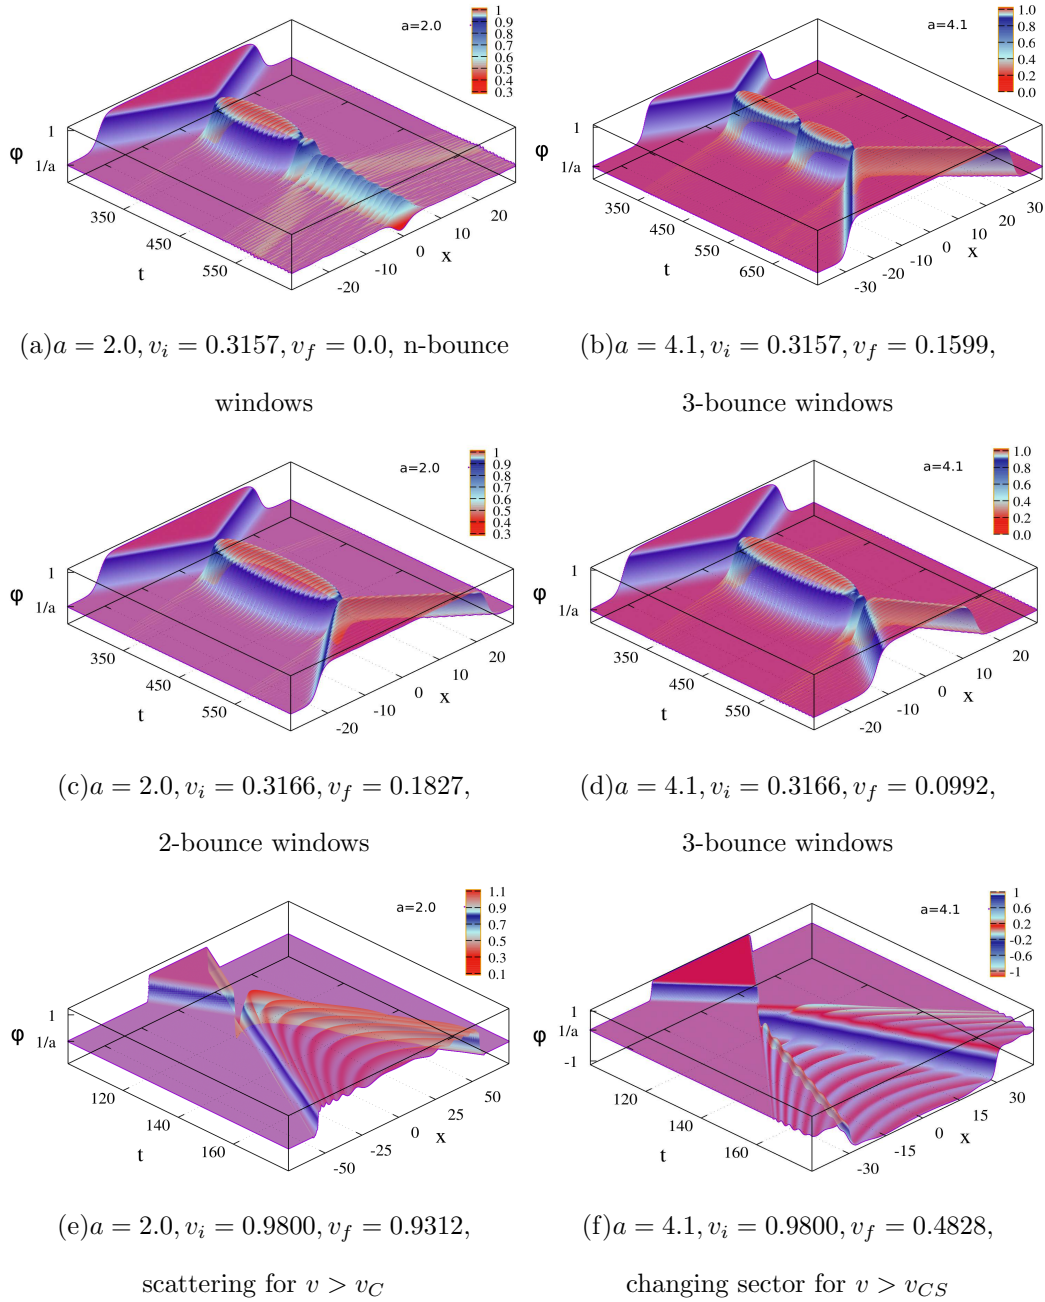 a=2.0
1
0.9
0.8
0.7
0.6
0.5
0.4
0.3
φ
1
1/a
350
450
550
t
-20
-10
0
10
20
x
a=4.1
1.0
0.8
0.6
0.4
0.2
0.0
φ
1
1/a
350
450
550
650
t
-30
-20
-10
0
10
20
30
x
(a)a = 2.0, v_i = 0.3157, v_f = 0.0, n-bounce
windows
(b)a = 4.1, v_i = 0.3157, v_f = 0.1599,
3-bounce windows
a=2.0
1
0.9
0.8
0.7
0.6
0.5
0.4
0.3
φ
1
1/a
350
450
550
t
-20
-10
0
10
20
x
a=4.1
1.0
0.8
0.6
0.4
0.2
0.0
φ
1
1/a
350
450
550
t
-20
-10
0
10
20
x
(c)a = 2.0, v_i = 0.3166, v_f = 0.1827,
2-bounce windows
(d)a = 4.1, v_i = 0.3166, v_f = 0.0992,
3-bounce windows
a=2.0
1.1
0.9
0.7
0.5
0.3
0.1
φ
1
1/a
120
140
160
t
-50
-25
0
25
50
x
a=4.1
1
0.6
0.2
-0.2
-0.6
-1
φ
1
1/a
-1
120
140
160
t
-30
-15
0
15
30
x
(e)a = 2.0, v_i = 0.9800, v_f = 0.9312,
scattering for v > v_C
(f)a = 4.1, v_i = 0.9800, v_f = 0.4828,
changing sector for v > v_{CS}